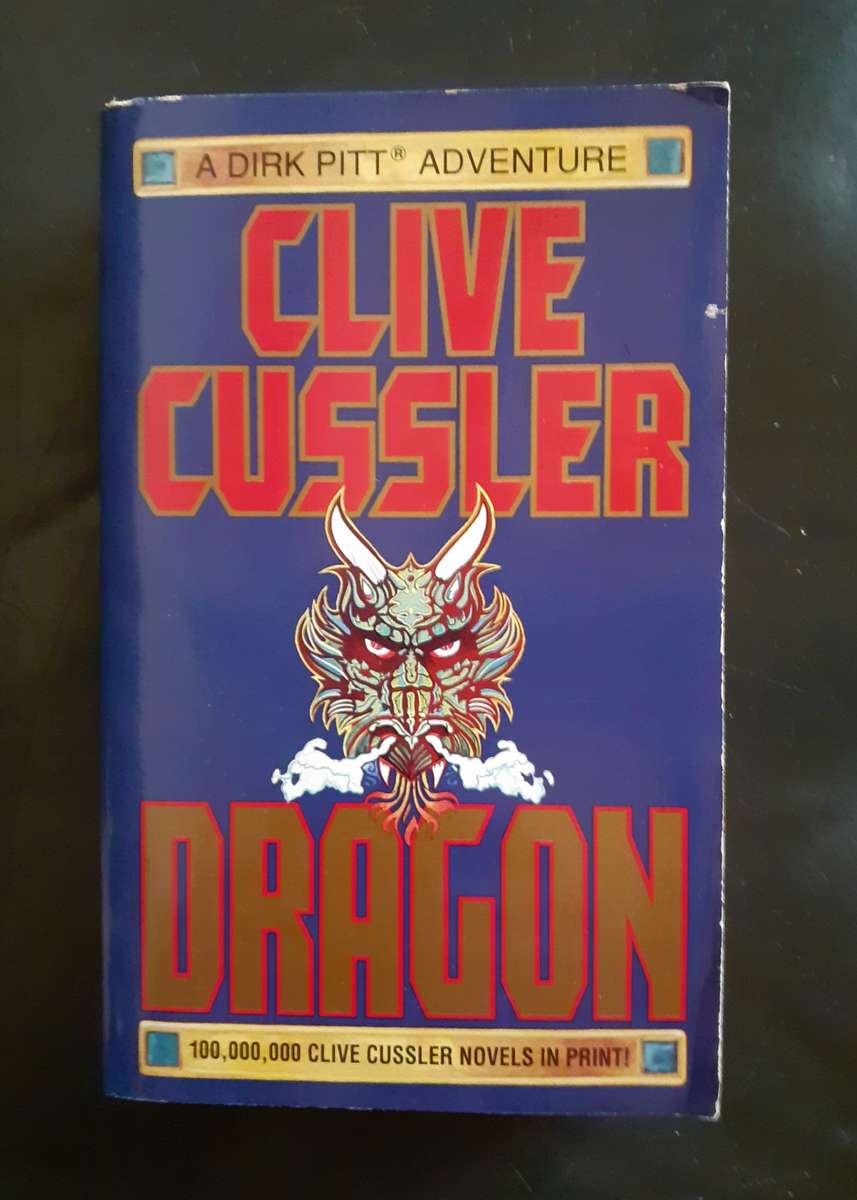 A DIRK PITT® ADVENTURE
CLIVE
CUSSLER
DRAGON
100,000,000 CLIVE CUSSLER NOVELS IN PRINT!